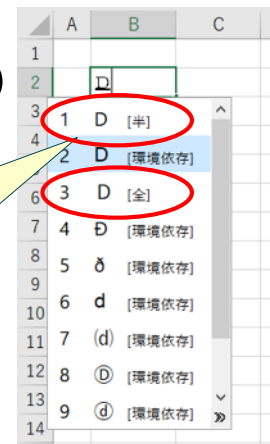 A B C
1
2 D
3
4
6
7
8
9
10
11
12
13
14
1 D [半]
2 D [環境依存]
3 D [全]
4 Đ [環境依存]
5 ð [環境依存]
6 d [環境依存]
7 ⒟ [環境依存]
8 Ⓓ [環境依存]
9 ⓓ [環境依存]